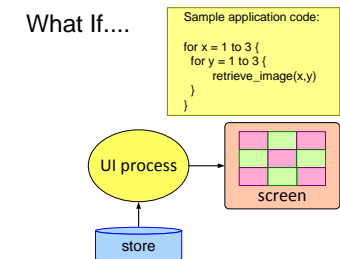 What If....
Sample application code:
for x = 1 to 3 {
for y = 1 to 3 {
retrieve_image(x,y)
}
}
UI process
screen
store